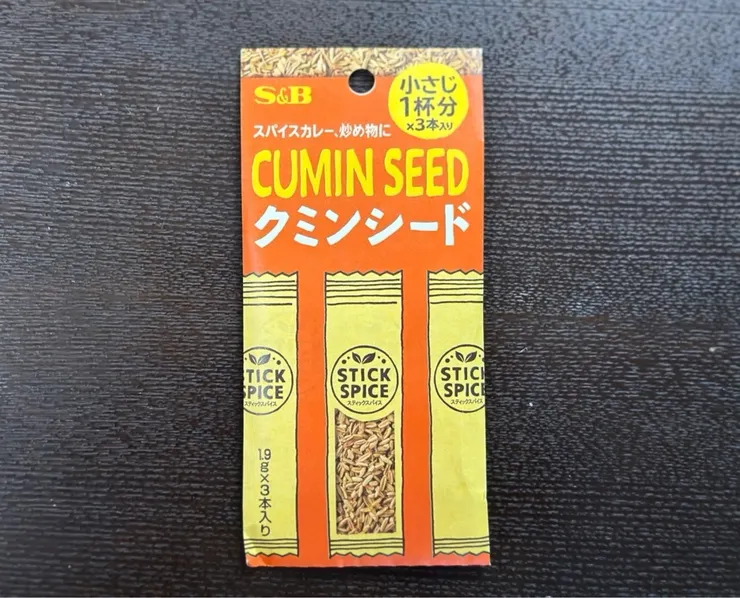 S&B
小さじ
1杯分
×3本入り
スパイスカレー、炒め物に
CUMIN SEED
クミンシード
STICK
SPICE
スティックスパイス
STICK
SPICE
スティックスパイス
STICK
SPICE
スティックスパイス
1.9g×3本入り